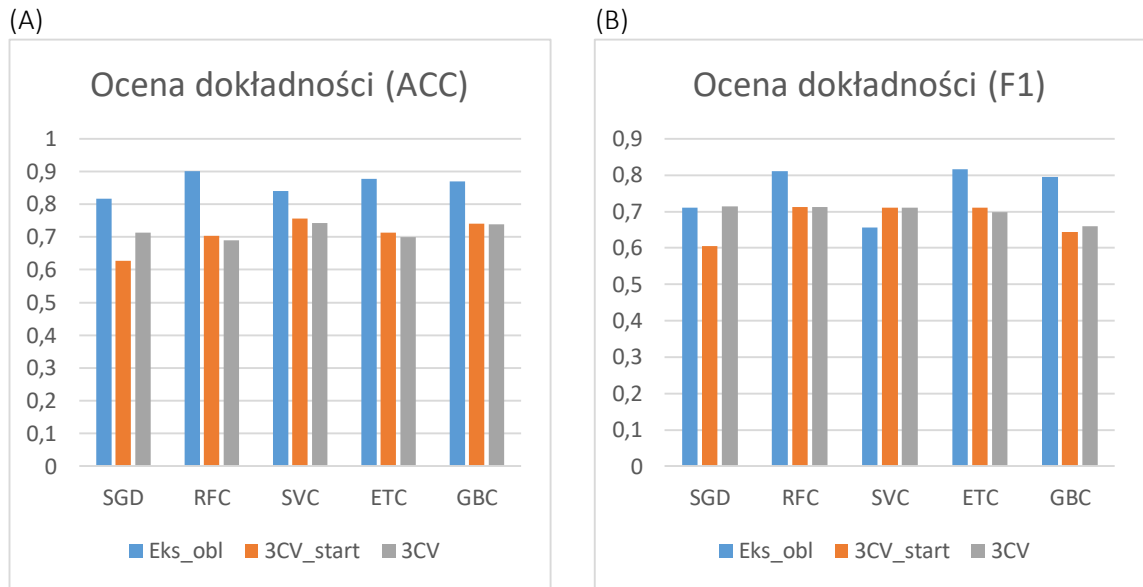 (A)
Ocena dokładności (ACC)
1
0,9
0,8
0,7
0,6
0,5
0,4
0,3
0,2
0,1
0
SGD RFC SVC ETC GBC
Eks_obl 3CV_start 3CV
(B)
Ocena dokładności (F1)
0,9
0,8
0,7
0,6
0,5
0,4
0,3
0,2
0,1
0
SGD RFC SVC ETC GBC
Eks_obl 3CV_start 3CV